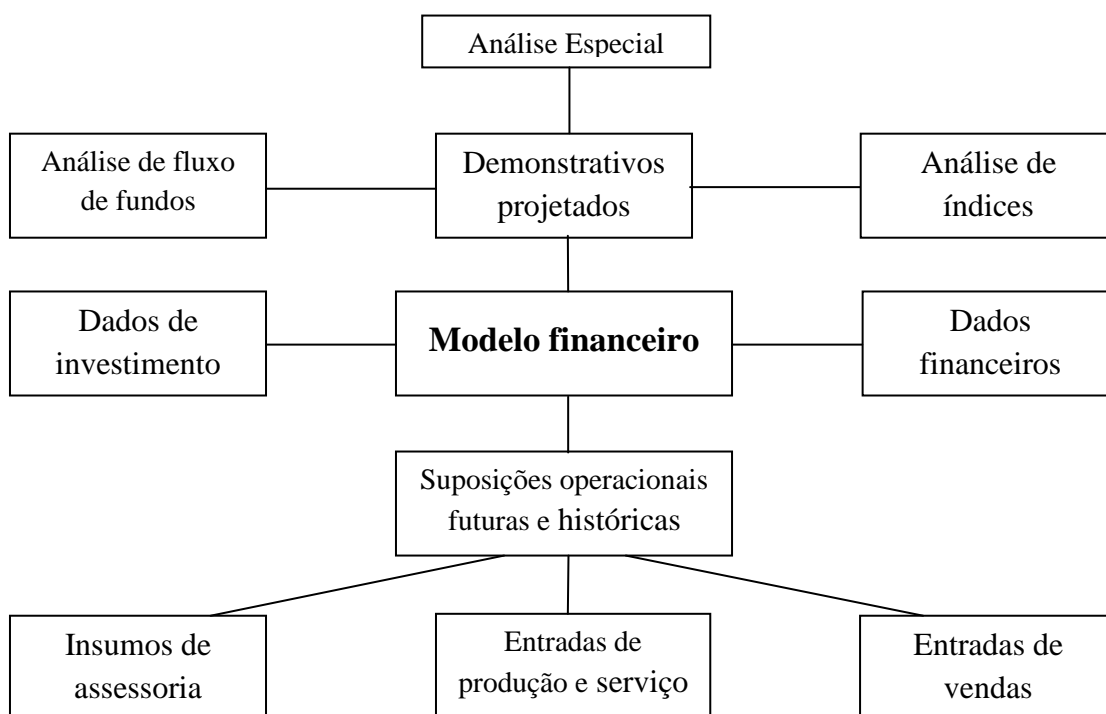 Análise Especial
Análise de fluxo
de fundos
Demonstrativos
projetados
Análise de
índices
Dados de
investimento
Modelo financeiro
Dados
financeiros
Suposições operacionais
futuras e históricas
Insumos de
assessoria
Entradas de
produção e serviço
Entradas de
vendas